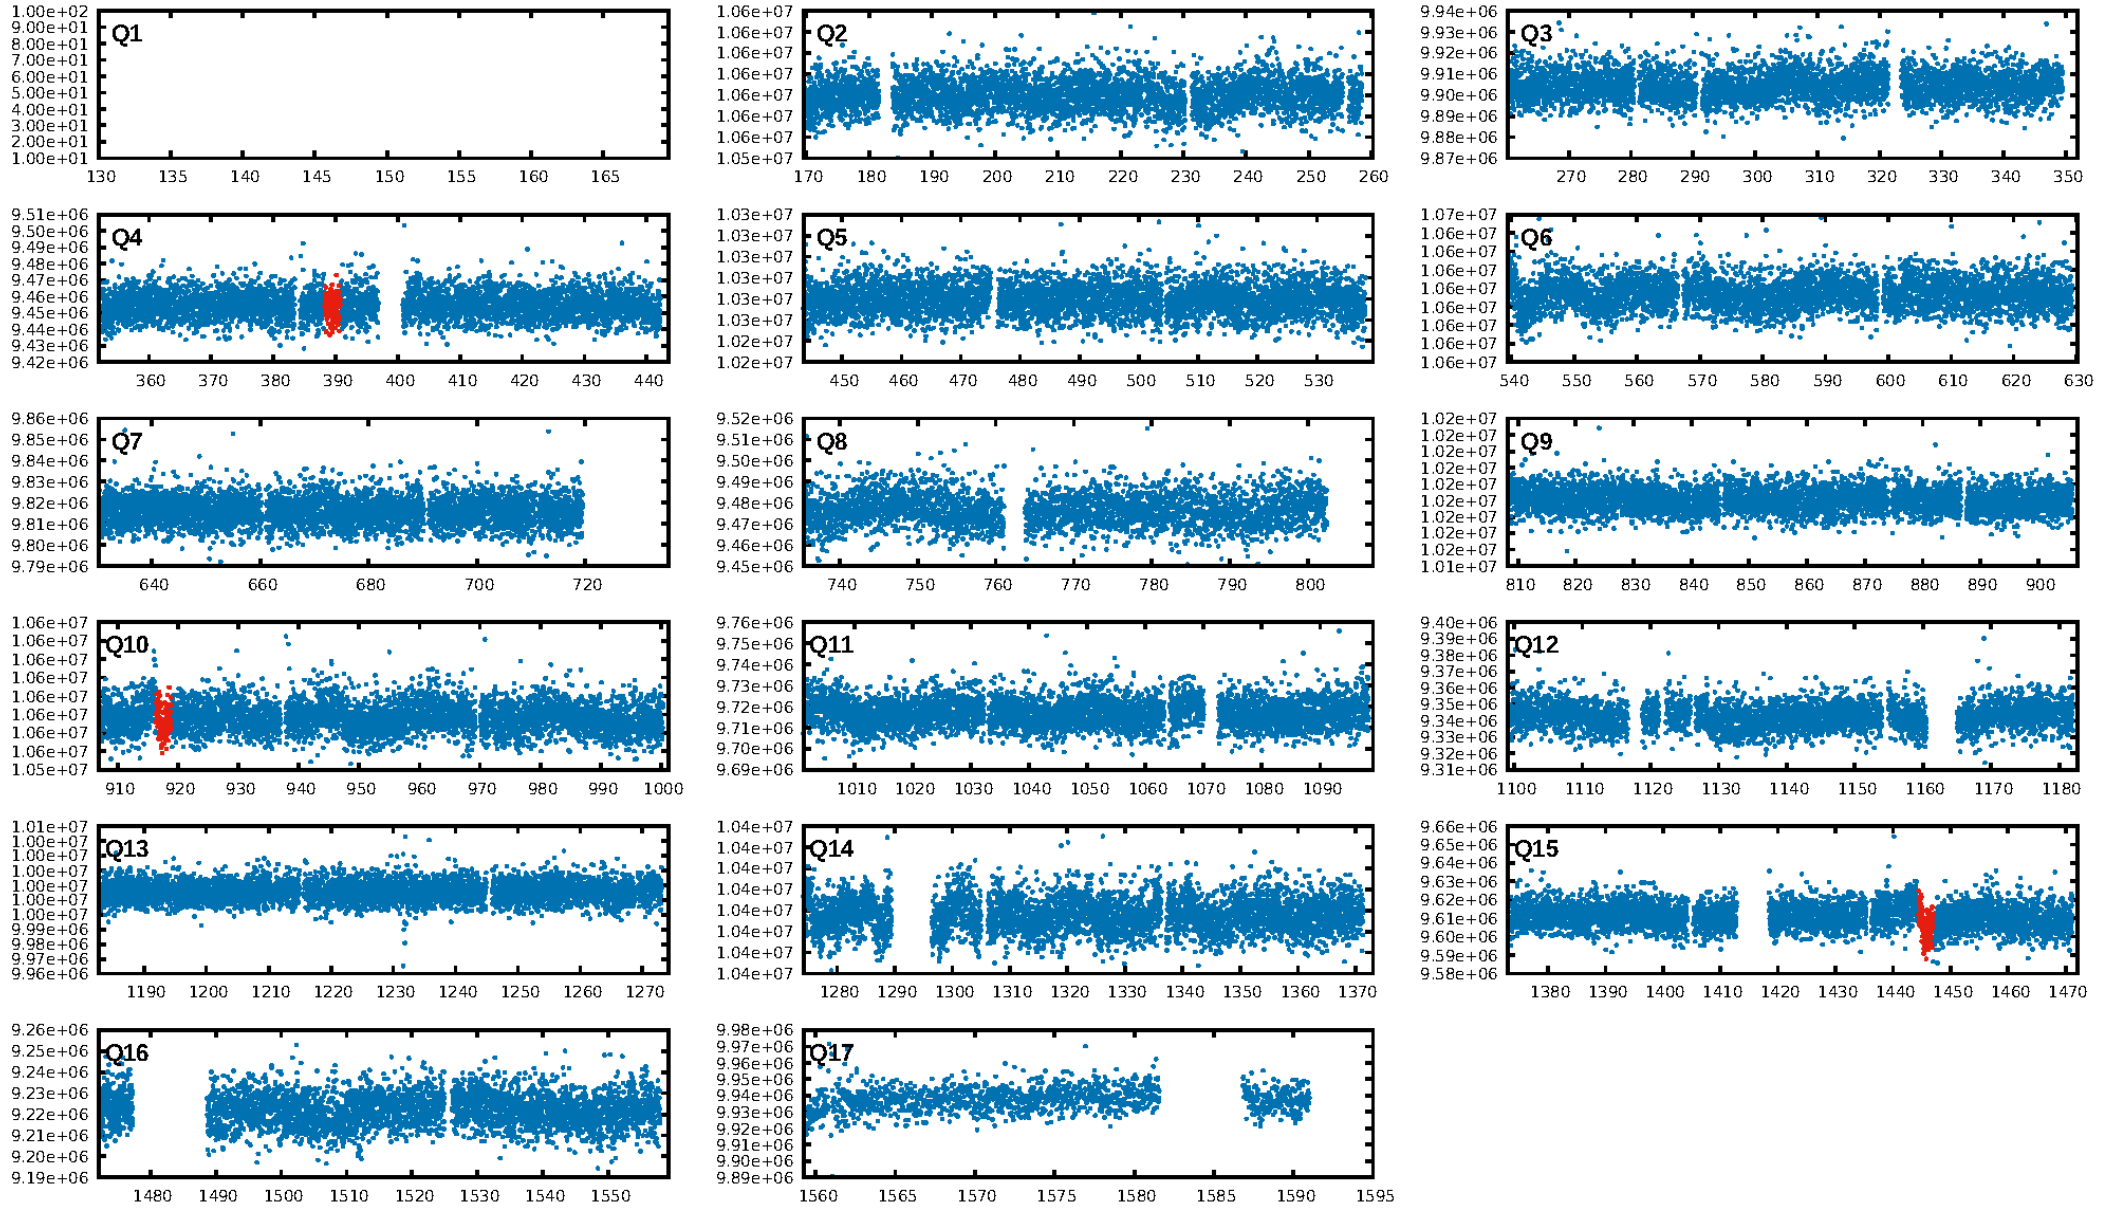 Q1
1.00e+02
9.00e+01
8.00e+01
7.00e+01
6.00e+01
5.00e+01
4.00e+01
3.00e+01
2.00e+01
1.00e+01
130 135 140 145 150 155 160 165
Q2
1.06e+07
1.06e+07
1.06e+07
1.06e+07
1.06e+07
1.06e+07
1.06e+07
1.05e+07
170 180 190 200 210 220 230 240 250 260
Q3
9.94e+06
9.92e+06
9.91e+06
9.91e+06
9.90e+06
9.89e+06
9.88e+06
9.87e+06
270 280 290 300 310 320 330 340 350
Q4
9.51e+06
9.50e+06
9.49e+06
9.48e+06
9.47e+06
9.46e+06
9.45e+06
9.44e+06
9.43e+06
9.42e+06
360 370 380 390 400 410 420 430 440
Q5
1.03e+07
1.03e+07
1.03e+07
1.03e+07
1.03e+07
1.03e+07
1.02e+07
1.02e+07
450 460 470 480 490 500 510 520 530
Q6
1.07e+07
1.07e+07
1.06e+07
1.06e+07
1.06e+07
1.06e+07
1.06e+07
1.06e+07
1.06e+07
540 550 560 570 580 590 600 610 620 630
Q7
9.86e+06
9.85e+06
9.84e+06
9.83e+06
9.82e+06
9.81e+06
9.80e+06
9.79e+06
640 660 680 700 720
Q8
9.52e+06
9.51e+06
9.50e+06
9.49e+06
9.48e+06
9.47e+06
9.46e+06
9.45e+06
740 750 760 770 780 790 800
Q9
1.02e+07
1.02e+07
1.02e+07
1.02e+07
1.02e+07
1.02e+07
1.02e+07
1.02e+07
1.02e+07
1.01e+07
810 820 830 840 850 860 870 880 890 900
Q10
1.06e+07
1.06e+07
1.06e+07
1.06e+07
1.06e+07
1.06e+07
1.06e+07
1.06e+07
1.05e+07
910 920 930 940 950 960 970 980 990 1000
Q11
9.76e+06
9.75e+06
9.74e+06
9.73e+06
9.72e+06
9.71e+06
9.70e+06
9.69e+06
1010 1020 1030 1040 1050 1060 1070 1080 1090
Q12
9.40e+06
9.39e+06
9.37e+06
9.36e+06
9.35e+06
9.34e+06
9.33e+06
9.32e+06
9.31e+06
1100 1110 1120 1130 1140 1150 1160 1170 1180
Q13
1.01e+07
1.00e+07
1.00e+07
1.00e+07
1.00e+07
1.00e+07
1.00e+07
9.99e+06
9.98e+06
9.97e+06
9.96e+06
1190 1200 1210 1220 1230 1240 1250 1260 1270
Q14
1.04e+07
1.04e+07
1.04e+07
1.04e+07
1.04e+07
1.04e+07
1.04e+07
1.04e+07
1280 1290 1300 1310 1320 1330 1340 1350 1360 1370
Q15
9.66e+06
9.65e+06
9.64e+06
9.63e+06
9.62e+06
9.61e+06
9.60e+06
9.59e+06
9.58e+06
1380 1390 1400 1410 1420 1430 1440 1450 1460 1470
Q16
9.26e+06
9.25e+06
9.24e+06
9.23e+06
9.22e+06
9.21e+06
9.20e+06
9.19e+06
1480 1490 1500 1510 1520 1530 1540 1550
Q17
9.98e+06
9.97e+06
9.96e+06
9.95e+06
9.94e+06
9.93e+06
9.91e+06
9.90e+06
9.89e+06
1560 1565 1570 1575 1580 1585 1590 1595